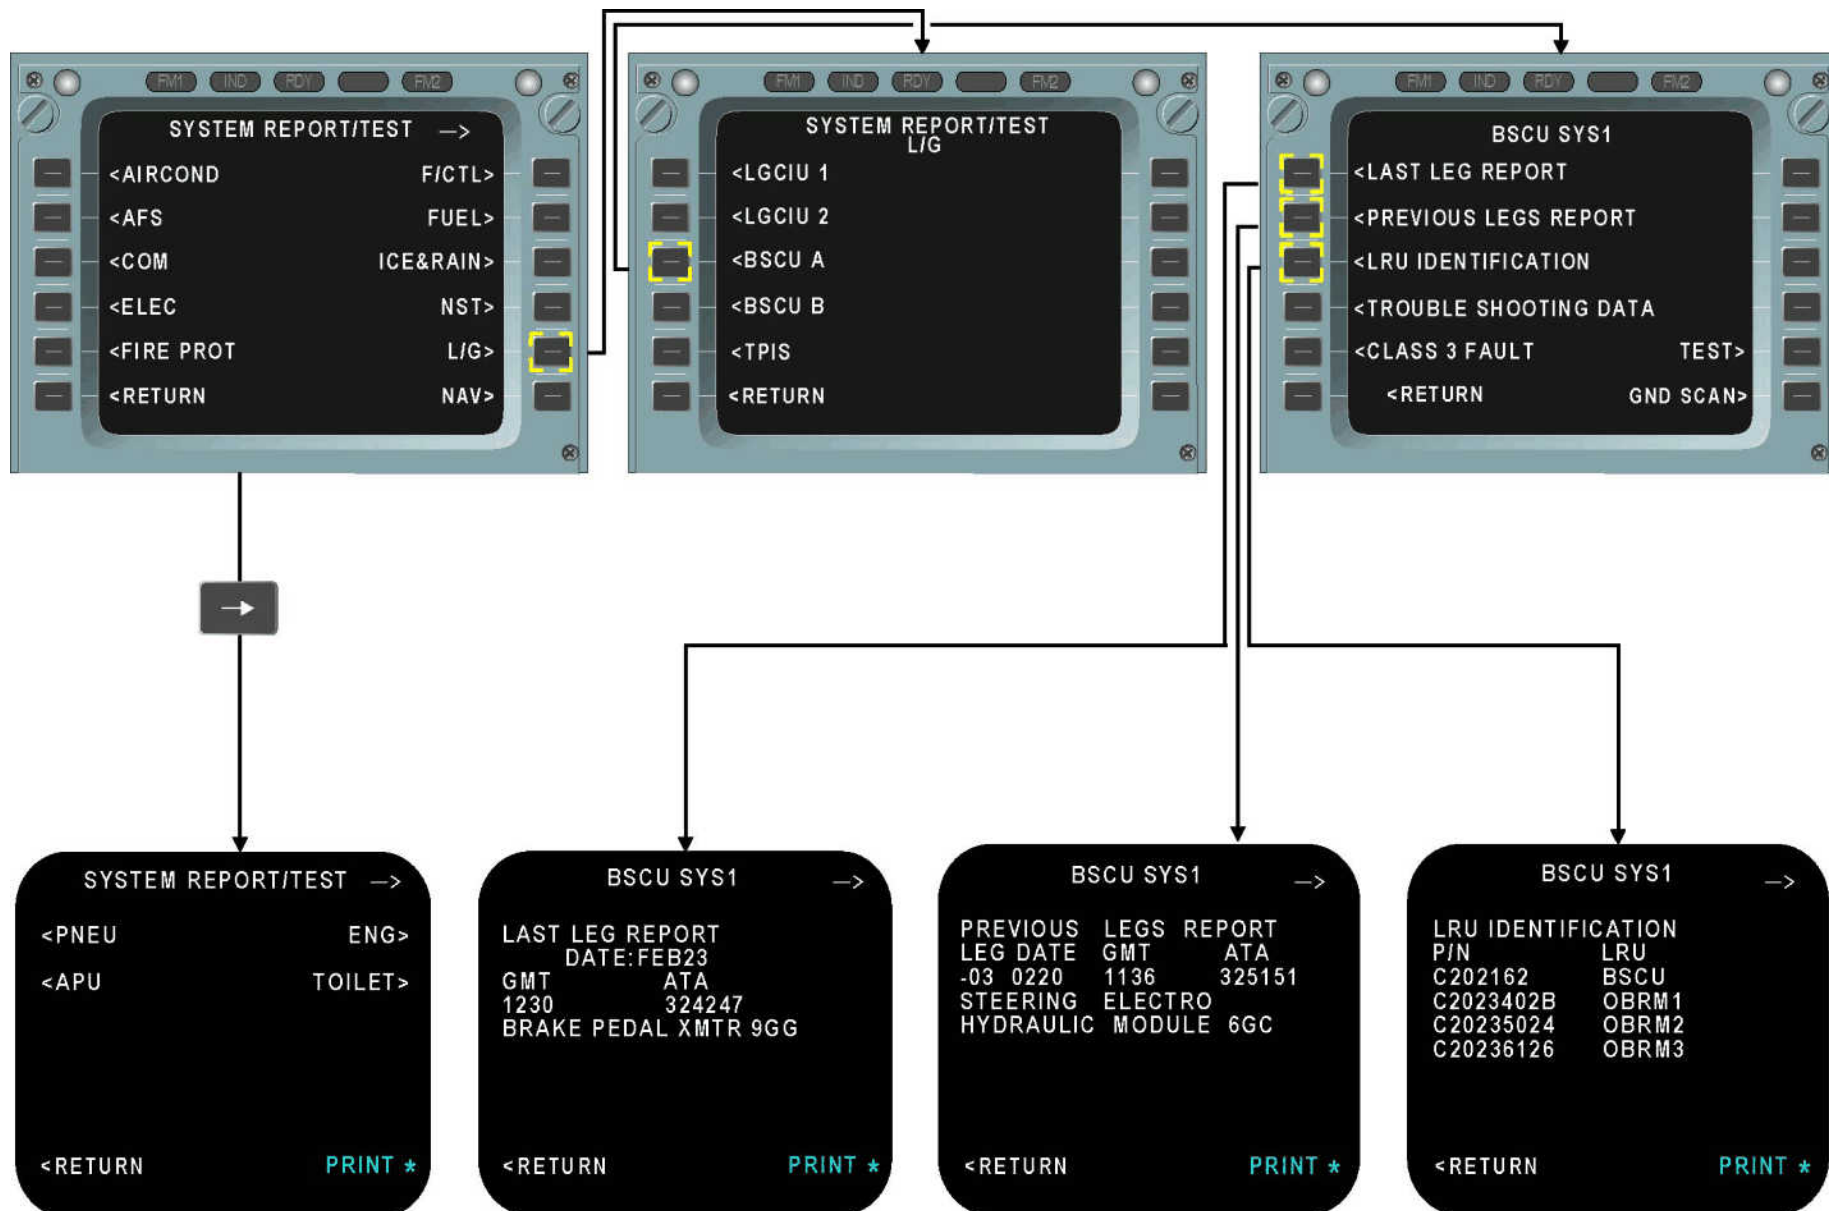 FM1 IND RDY FM2
SYSTEM REPORT/TEST —>
<AIRCOND F/CTL>
<AFS FUEL>
<COM ICE&RAIN>
<ELEC NST>
<FIRE PROT L/G>
<RETURN NAV>
FM1 IND RDY FM2
SYSTEM REPORT/TEST
L/G
<LGCIU 1
<LGCIU 2
<BSCU A
<BSCU B
<TPIS
<RETURN
FM1 IND RDY FM2
BSCU SYS1
<LAST LEG REPORT
<PREVIOUS LEGS REPORT
<LRU IDENTIFICATION
<TROUBLE SHOOTING DATA
<CLASS 3 FAULT TEST>
<RETURN GND SCAN>
SYSTEM REPORT/TEST —>
<PNEU ENG>
<APU TOILET>
<RETURN PRINT *
BSCU SYS1 —>
LAST LEG REPORT
DATE:FEB23
GMT ATA
1230 324247
BRAKE PEDAL XMTR 9GG
<RETURN PRINT *
BSCU SYS1 —>
PREVIOUS LEGS REPORT
LEG DATE GMT ATA
-03 0220 1136 325151
STEERING ELECTRO
HYDRAULIC MODULE 6GC
<RETURN PRINT *
BSCU SYS1 —>
LRU IDENTIFICATION
P/N LRU
C202162 BSCU
C2023402B OBRM1
C20235024 OBRM2
C20236126 OBRM3
<RETURN PRINT *